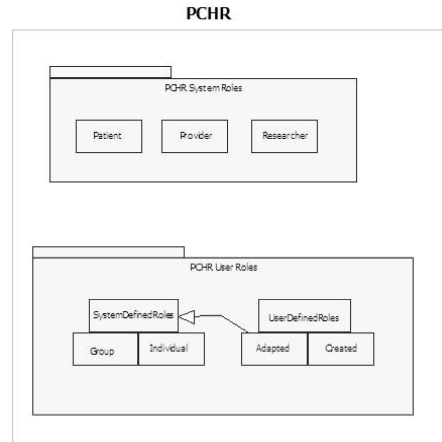 PCHR
PCHR System Roles
Patient Provider Researcher
PCHR User Roles
SystemDefinedRoles UserDefinedRoles
Group Individual Adapted Created